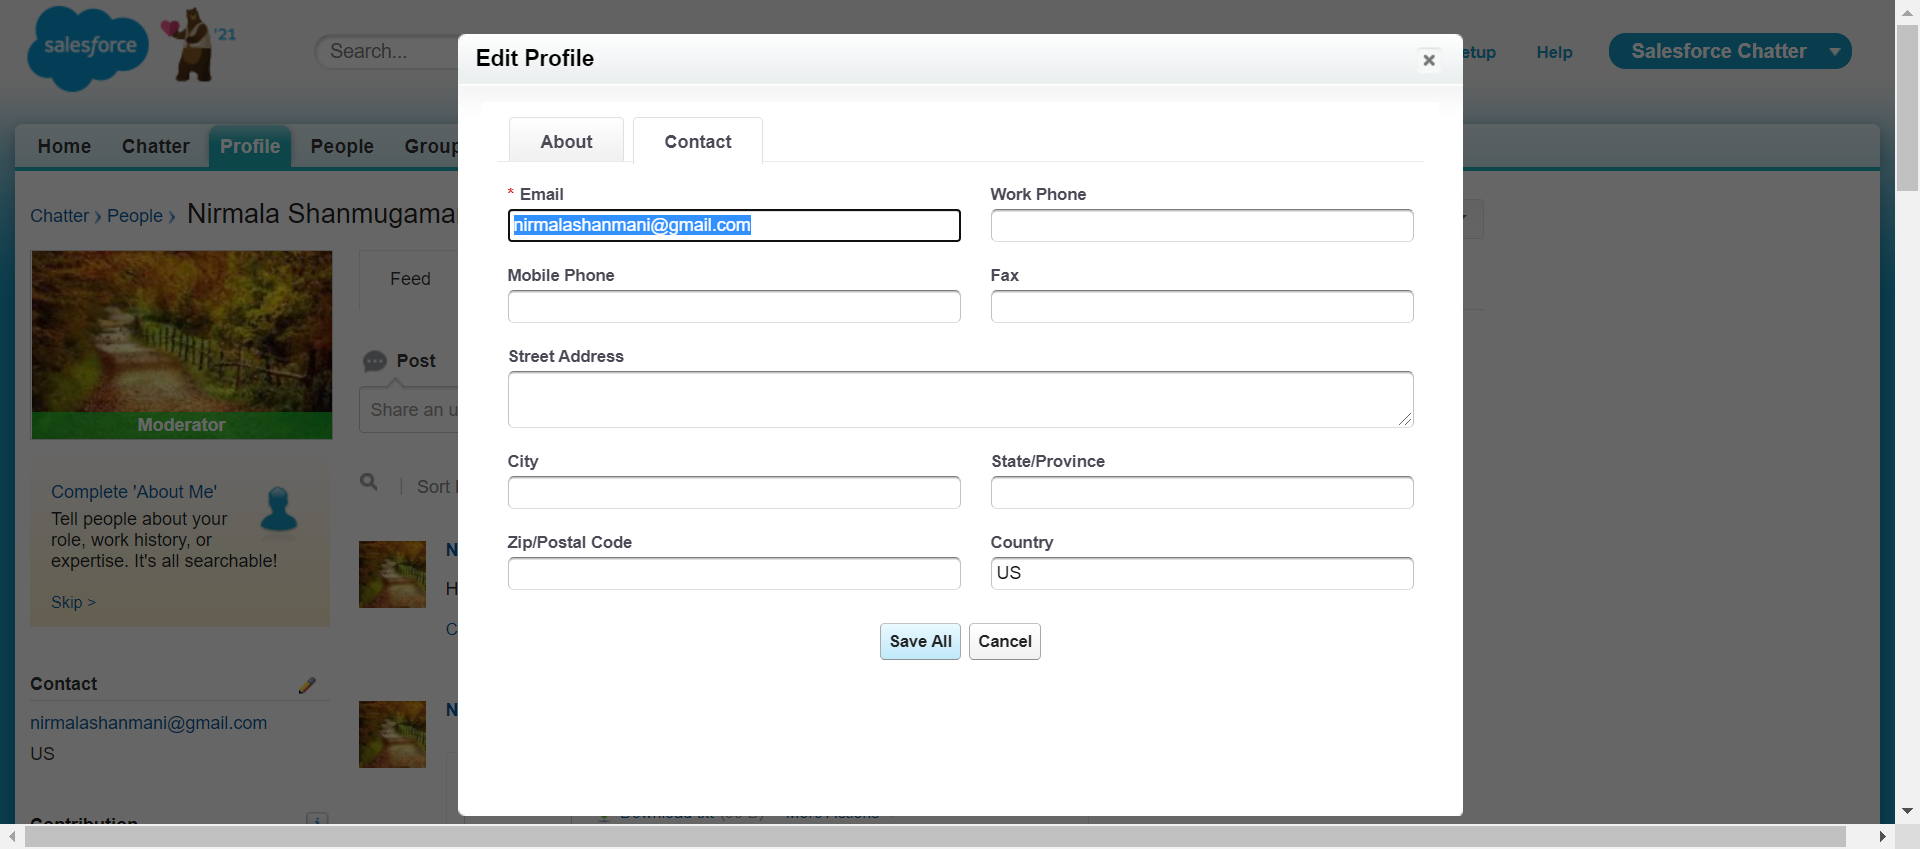 salesforce
'21
Search...
etup
Help
Salesforce Chatter
Home
Chatter
Profile
People
Group
Chatter › People › Nirmala Shanmugama
Moderator
Complete 'About Me'
Tell people about your
role, work history, or
expertise. It's all searchable!
Skip >
Contact
nirmalashanmani@gmail.com
US
Contribution
Feed
Post
Share an u
Sort
N
H
C
N
Edit Profile
About
Contact
* Email
nirmalashanmani@gmail.com
Work Phone
Mobile Phone
Fax
Street Address
City
State/Province
Zip/Postal Code
Country
US
Save All
Cancel